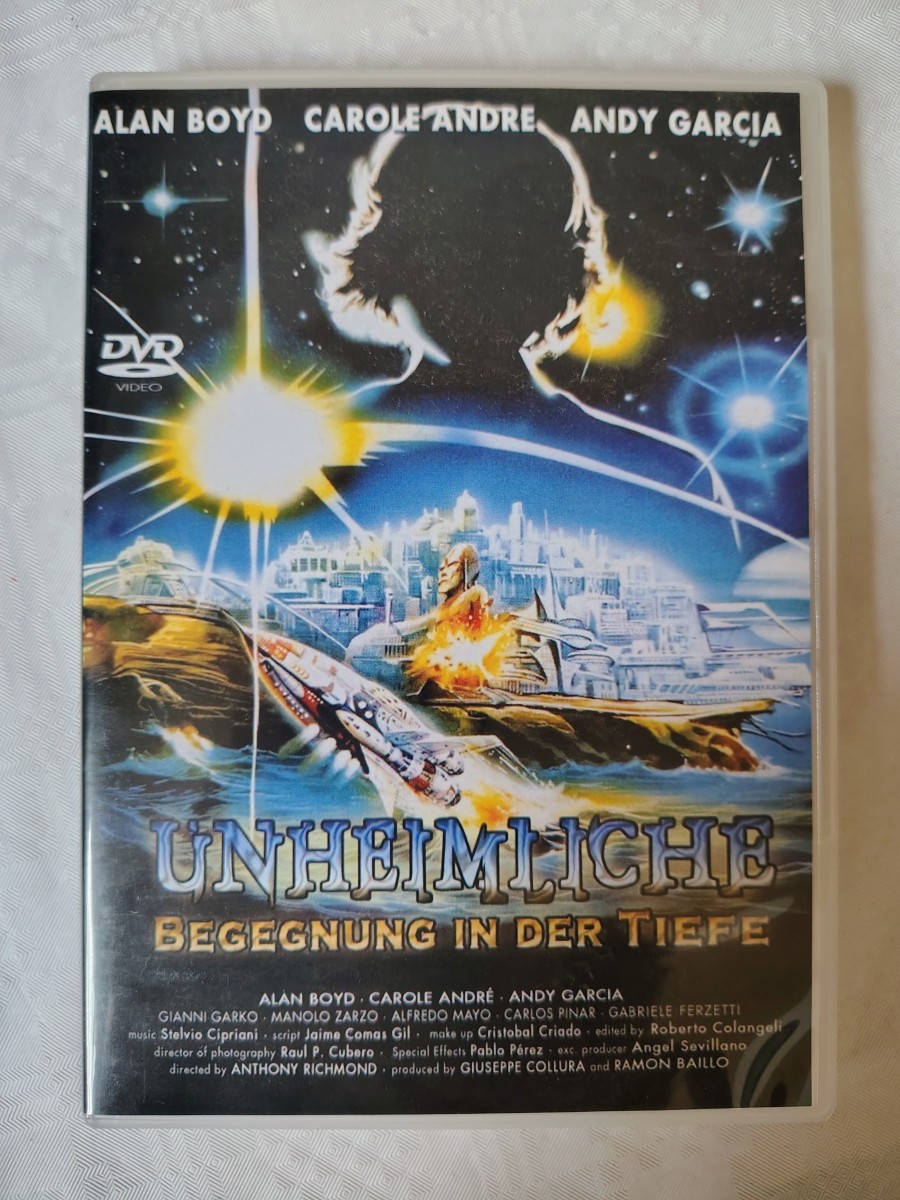 ALAN BOYD CAROLE ANDRE ANDY GARCIA
DVD
VIDEO
UNHEIMLICHE
BEGEGNUNG IN DER TIEFE
ALAN BOYD · CAROLE ANDRÉ · ANDY GARCIA
GIANNI GARKO · MANOLO ZARZO · ALFREDO MAYO · CARLOS PINAR · GABRIELE FERZETTI
music Stelvio Cipriani · script Jaime Comas Gil · make up Cristobal Criado · edited by Roberto Colangeli
director of photography Raul P. Cubero · Special Effects Pablo Pérez · exc. producer Angel Sevillano
directed by ANTHONY RICHMOND · produced by GIUSEPPE COLLURA and RAMON BAILLO